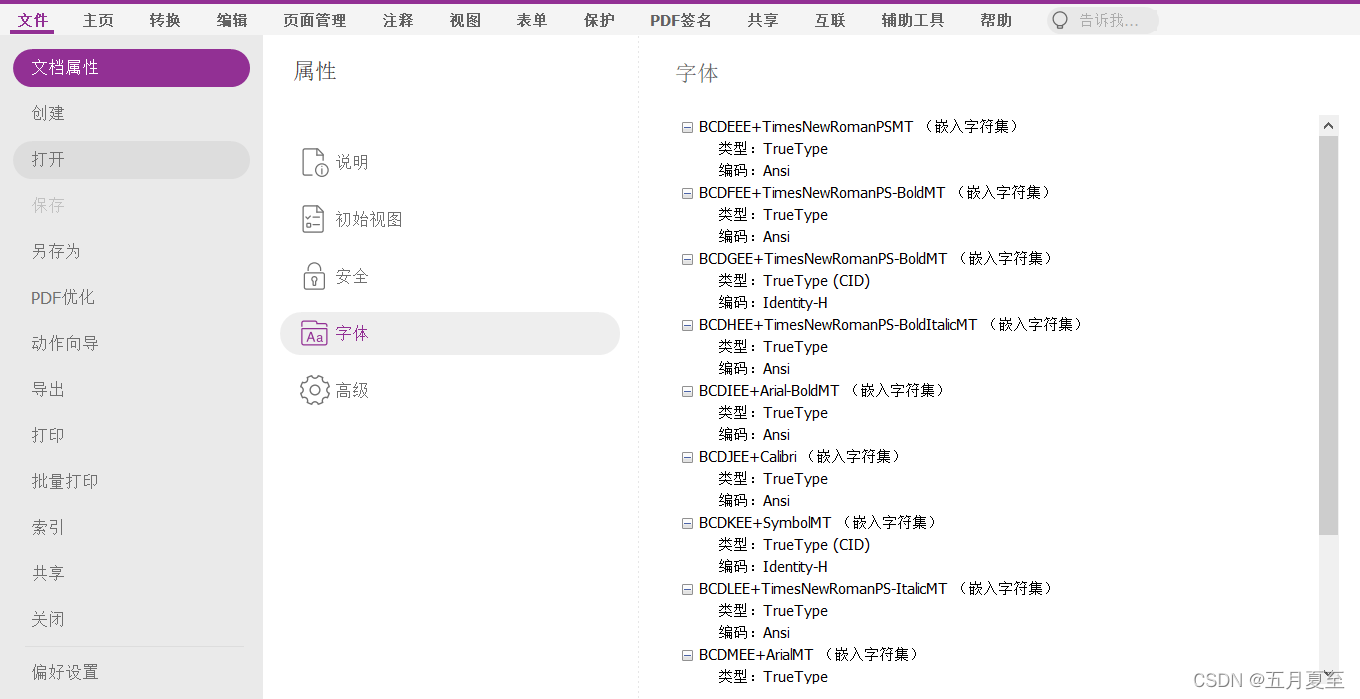 文件 主页 转换 编辑 页面管理 注释 视图 表单 保护 PDF签名 共享 互联 辅助工具 帮助 告诉我...
文档属性
创建
打开
保存
另存为
PDF优化
动作向导
导出
打印
批量打印
索引
共享
关闭
偏好设置
属性
说明
初始视图
安全
字体
高级
字体
BCDEEE+TimesNewRomanPSMT （嵌入字符集）
类型：TrueType
编码：Ansi
BCDFEE+TimesNewRomanPS-BoldMT （嵌入字符集）
类型：TrueType
编码：Ansi
BCDGEE+TimesNewRomanPS-BoldMT （嵌入字符集）
类型：TrueType (CID)
编码：Identity-H
BCDHEE+TimesNewRomanPS-BoldItalicMT （嵌入字符集）
类型：TrueType
编码：Ansi
BCDIEE+Arial-BoldMT （嵌入字符集）
类型：TrueType
编码：Ansi
BCDJEE+Calibri （嵌入字符集）
类型：TrueType
编码：Ansi
BCDKEE+SymbolMT （嵌入字符集）
类型：TrueType (CID)
编码：Identity-H
BCDLEE+TimesNewRomanPS-ItalicMT （嵌入字符集）
类型：TrueType
编码：Ansi
BCDMEE+ArialMT （嵌入字符集）
类型：TrueType
CSDN @五月夏至